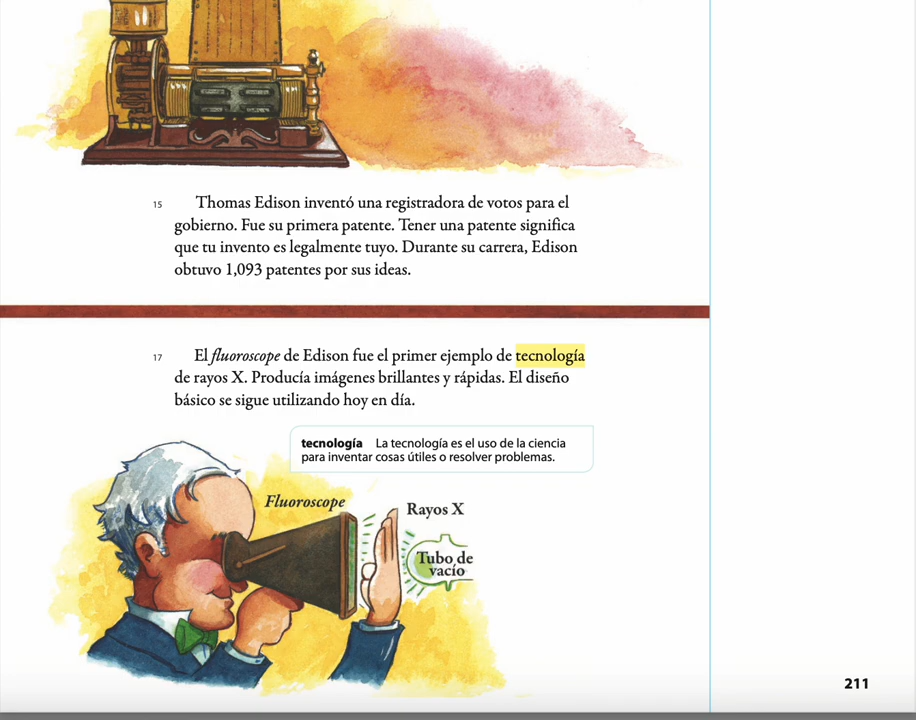 15 Thomas Edison inventó una registradora de votos para el
gobierno. Fue su primera patente. Tener una patente significa
que tu invento es legalmente tuyo. Durante su carrera, Edison
obtuvo 1,093 patentes por sus ideas.
17 El fluoroscope de Edison fue el primer ejemplo de tecnología
de rayos X. Producía imágenes brillantes y rápidas. El diseño
básico se sigue utilizando hoy en día.
tecnología La tecnología es el uso de la ciencia
para inventar cosas útiles o resolver problemas.
Fluoroscope
Rayos X
Tubo de
vacío
211